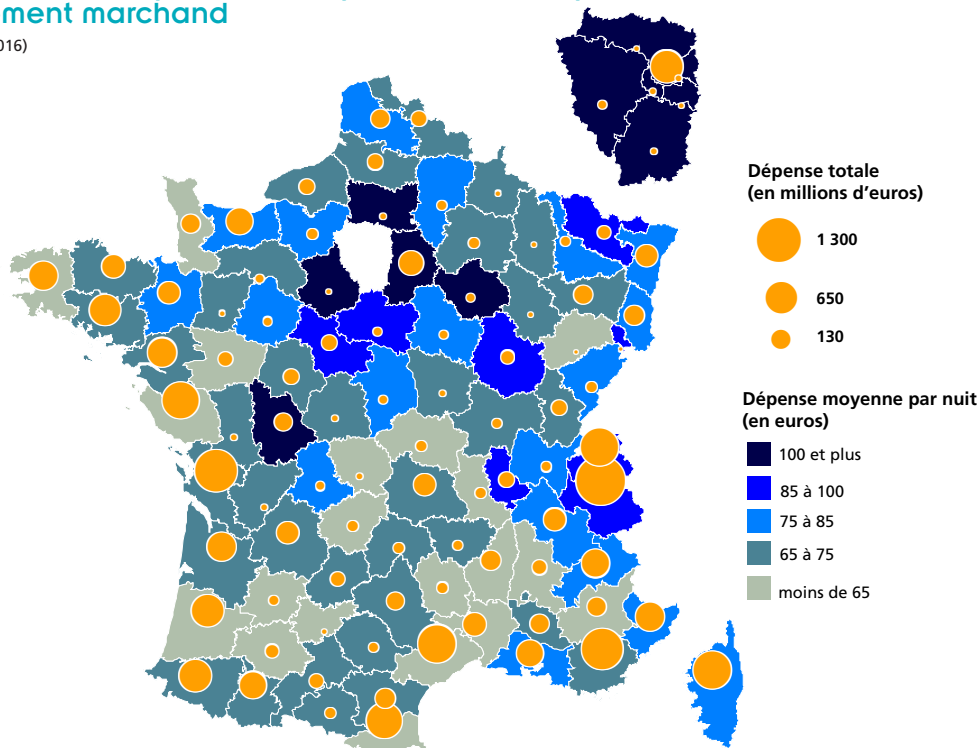 ment marchand
016)
Dépense totale
(en millions d'euros)
1 300
650
130
Dépense moyenne par nuit
(en euros)
100 et plus
85 à 100
75 à 85
65 à 75
moins de 65